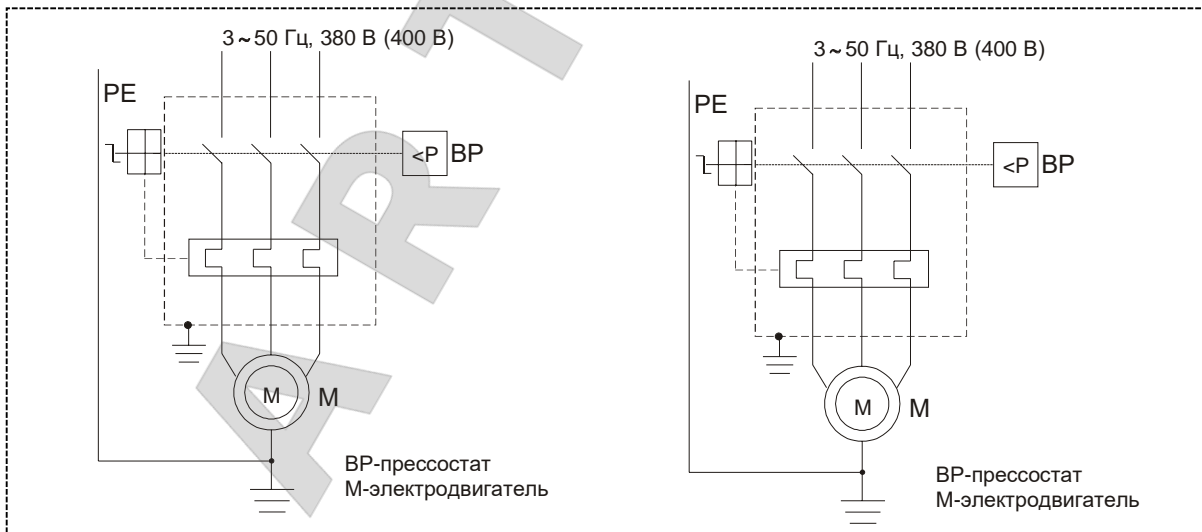 3~50 Гц, 380 В (400 В)
PE
<P BP
M M
BP-прессостат
М-электродвигатель
3~50 Гц, 380 В (400 В)
PE
<P BP
M M
BP-прессостат
М-электродвигатель
A R T